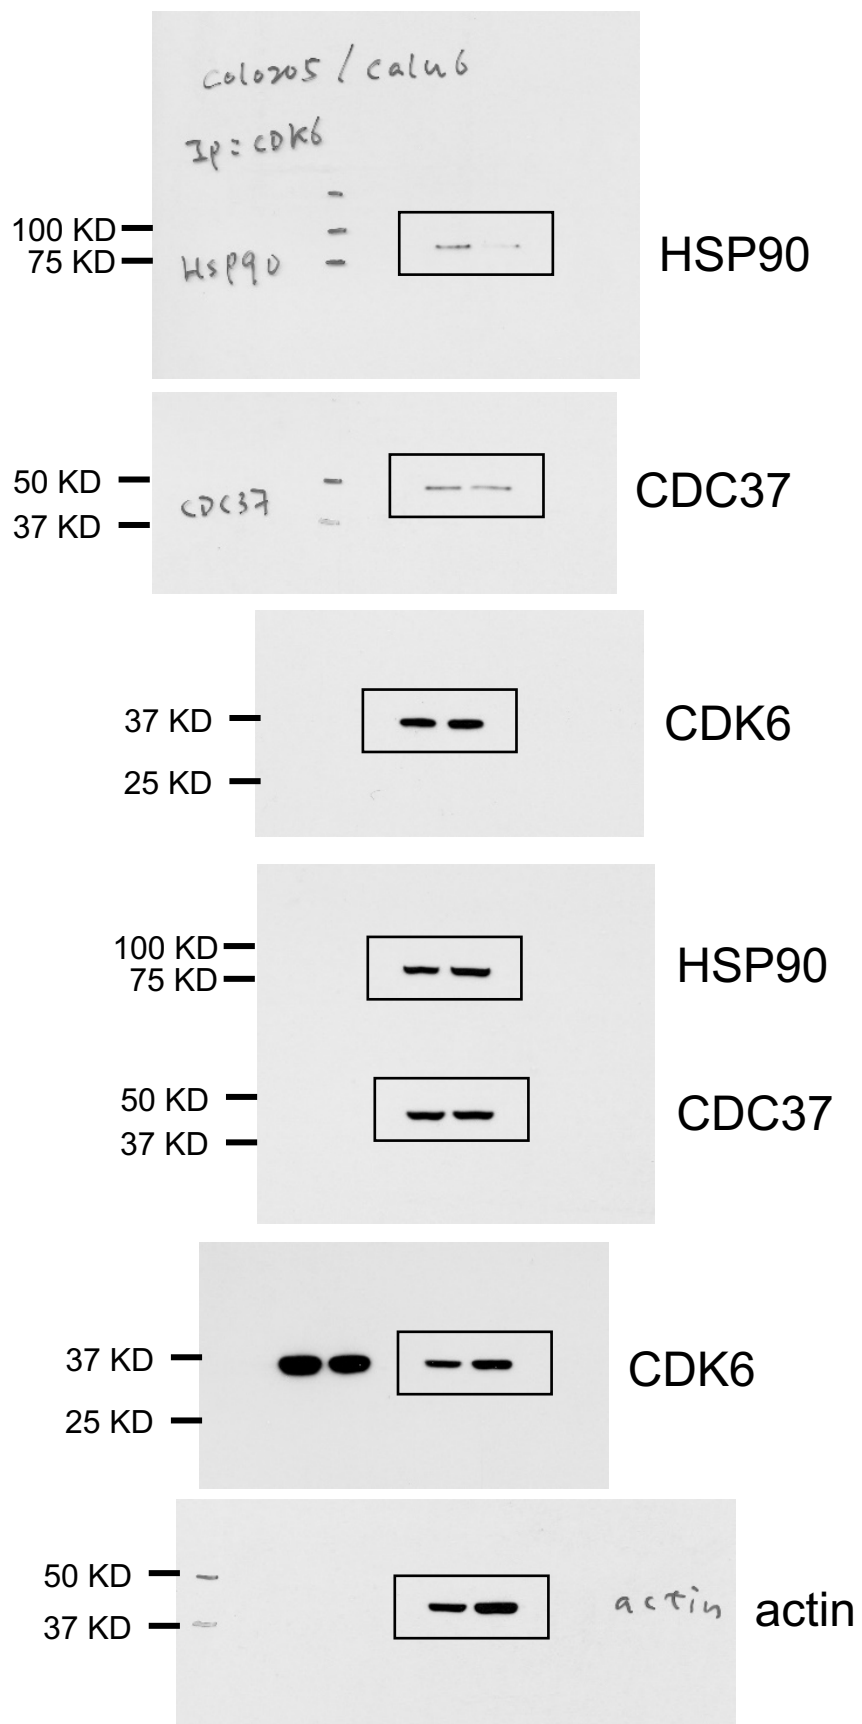 colo205 / calu6
Ip = CDK6
100 KD
75 KD
Hsp90
HSP90
50 KD
37 KD
CDC37
CDC37
37 KD
25 KD
CDK6
100 KD
75 KD
HSP90
50 KD
37 KD
CDC37
37 KD
25 KD
CDK6
50 KD
37 KD
actin
actin